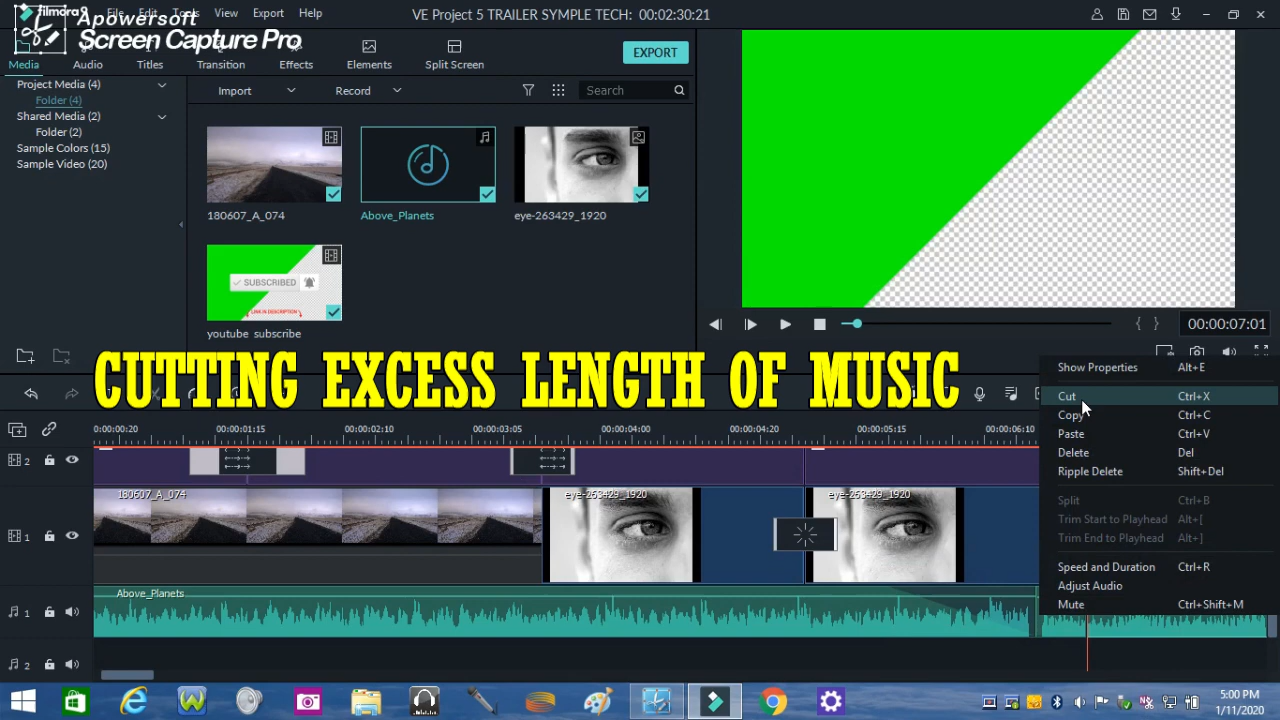 filmora9
File
Edit
Tools
View
Export
Help
VE Project 5 TRAILER SYMPLE TECH: 00:02:30:21
Apowersoft
Screen Capture Pro
Media
Audio
Titles
Transition
Effects
Elements
Split Screen
EXPORT
Project Media (4)
Folder (4)
Shared Media (2)
Folder (2)
Sample Colors (15)
Sample Video (20)
Import
Record
Search
180607_A_074
Above_Planets
eye-263429_1920
SUBSCRIBED
LINK IN DESCRIPTION
youtube subscribe
00:00:07:01
CUTTING EXCESS LENGTH OF MUSIC
Show Properties Alt+E
Cut Ctrl+X
Copy Ctrl+C
Paste Ctrl+V
Delete Del
Ripple Delete Shift+Del
Split Ctrl+B
Trim Start to Playhead Alt+[
Trim End to Playhead Alt+]
Speed and Duration Ctrl+R
Adjust Audio
Mute Ctrl+Shift+M
00:00:00:20
00:00:01:15
00:00:03:05
00:00:04:00
00:00:04:20
00:00:05:15
00:00:06:10
2
180607_A_074
eye-263429_1920
eye-263429_1920
1
Above_Planets
1
2
5:00 PM
1/11/2020